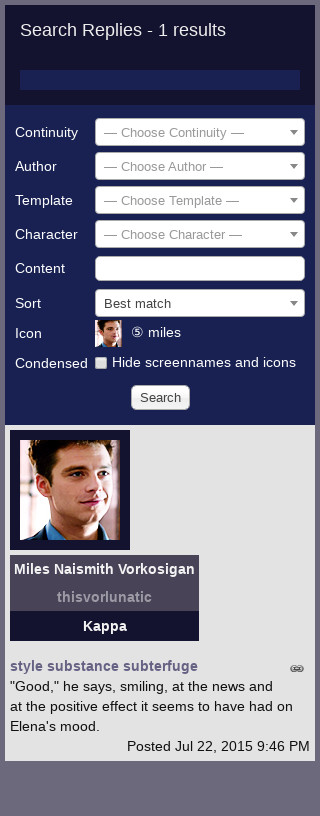 Search Replies - 1 results
Continuity — Choose Continuity —
Author — Choose Author —
Template — Choose Template —
Character — Choose Character —
Content
Sort Best match
Icon ⑤ miles
Condensed Hide screennames and icons
Search
Miles Naismith Vorkosigan
thisvorlunatic
Kappa
style substance subterfuge
"Good," he says, smiling, at the news and
at the positive effect it seems to have had on
Elena's mood.
Posted Jul 22, 2015 9:46 PM